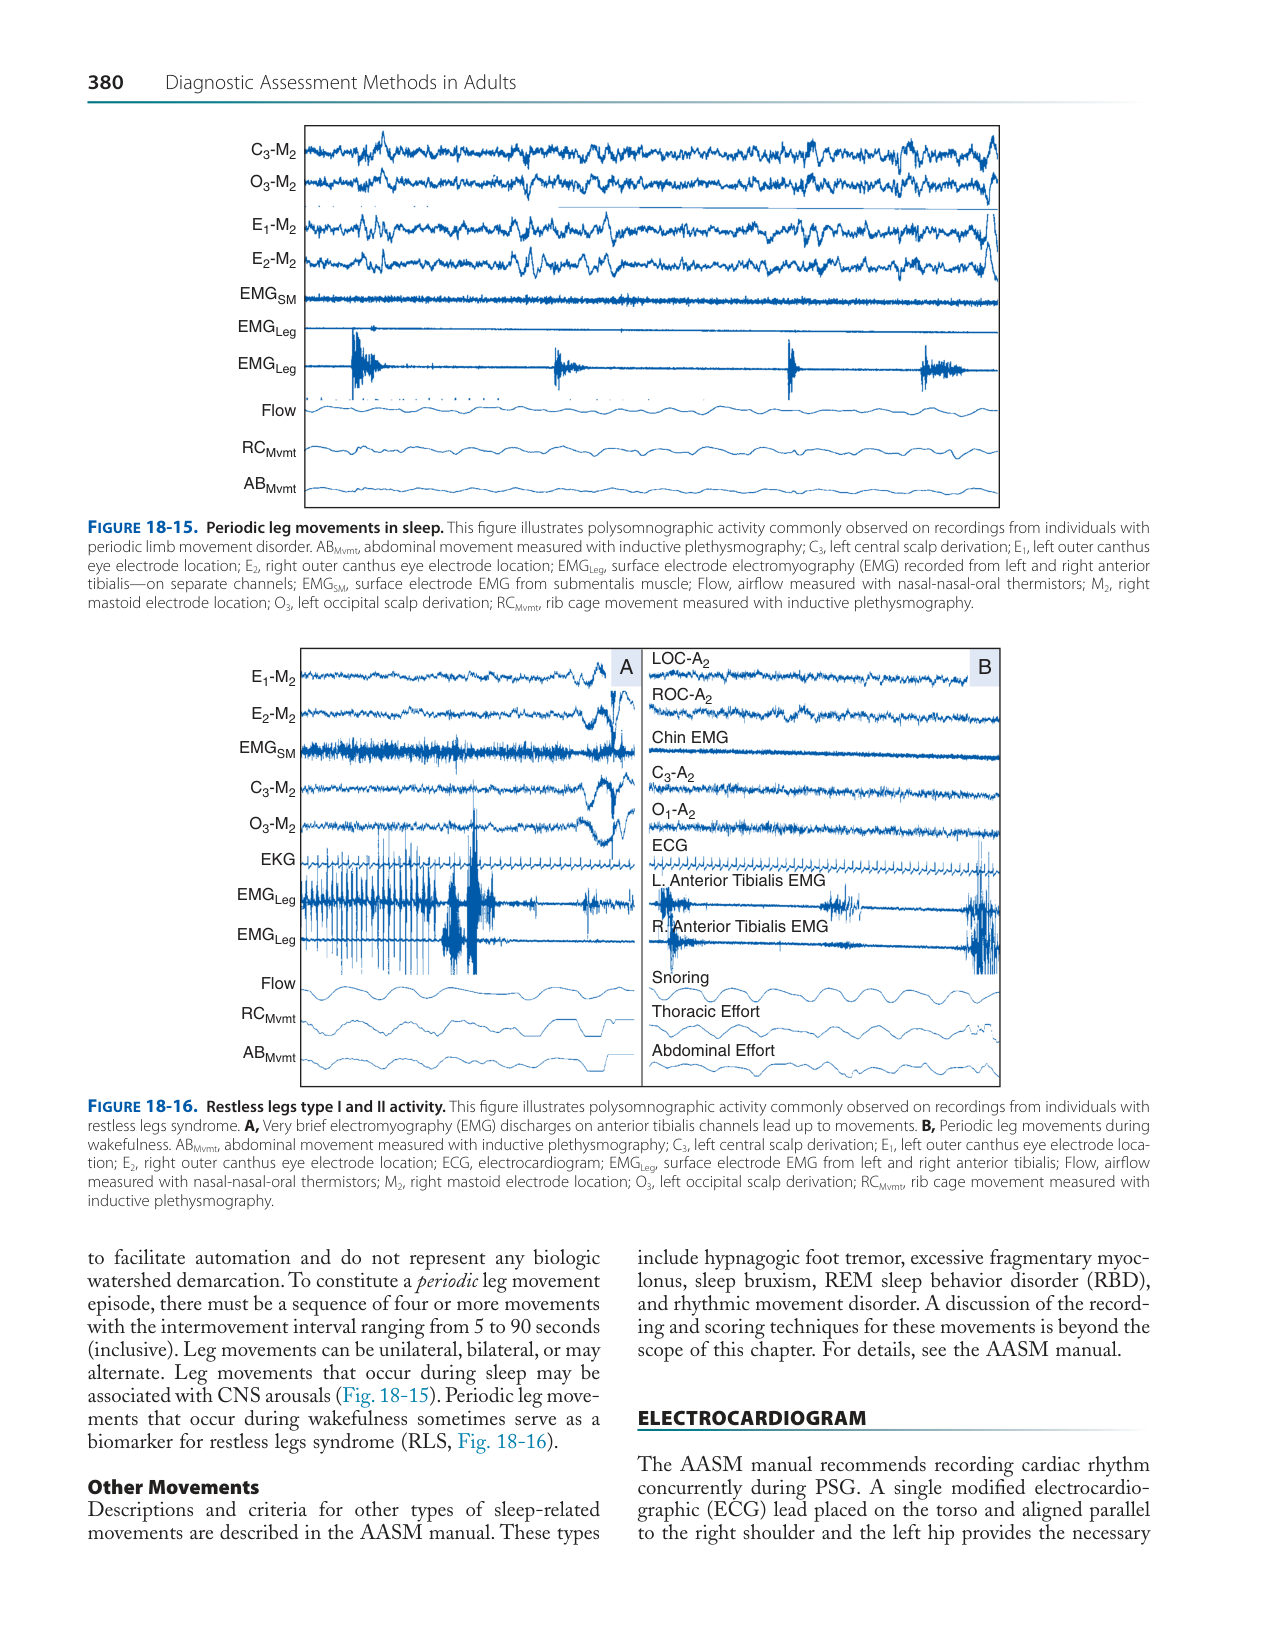 380 Diagnostic Assessment Methods in Adults
C3-M2
O3-M2
E1-M2
E2-M2
EMGSM
EMGLeg
EMGLeg
Flow
RCMvmt
ABMvmt
FIGURE 18-15. Periodic leg movements in sleep. This figure illustrates polysomnographic activity commonly observed on recordings from individuals with
periodic limb movement disorder. ABMvmt, abdominal movement measured with inductive plethysmography; C3, left central scalp derivation; E1, left outer canthus
eye electrode location; E2, right outer canthus eye electrode location; EMGLeg, surface electrode electromyography (EMG) recorded from left and right anterior
tibialis—on separate channels; EMGSM, surface electrode EMG from submentalis muscle; Flow, airflow measured with nasal-nasal-oral thermistors; M2, right
mastoid electrode location; O3, left occipital scalp derivation; RCMvmt, rib cage movement measured with inductive plethysmography.
A
E1-M2
E2-M2
EMGSM
C3-M2
O3-M2
EKG
EMGLeg
EMGLeg
Flow
RCMvmt
ABMvmt
B
LOC-A2
ROC-A2
Chin EMG
C3-A2
O1-A2
ECG
L. Anterior Tibialis EMG
R. Anterior Tibialis EMG
Snoring
Thoracic Effort
Abdominal Effort
FIGURE 18-16. Restless legs type I and II activity. This figure illustrates polysomnographic activity commonly observed on recordings from individuals with
restless legs syndrome. A, Very brief electromyography (EMG) discharges on anterior tibialis channels lead up to movements. B, Periodic leg movements during
wakefulness. ABMvmt, abdominal movement measured with inductive plethysmography; C3, left central scalp derivation; E1, left outer canthus eye electrode loca-
tion; E2, right outer canthus eye electrode location; ECG, electrocardiogram; EMGLeg, surface electrode EMG from left and right anterior tibialis; Flow, airflow
measured with nasal-nasal-oral thermistors; M2, right mastoid electrode location; O3, left occipital scalp derivation; RCMvmt, rib cage movement measured with
inductive plethysmography.
to facilitate automation and do not represent any biologic
watershed demarcation. To constitute a periodic leg movement
episode, there must be a sequence of four or more movements
with the intermovement interval ranging from 5 to 90 seconds
(inclusive). Leg movements can be unilateral, bilateral, or may
alternate. Leg movements that occur during sleep may be
associated with CNS arousals (Fig. 18-15). Periodic leg move-
ments that occur during wakefulness sometimes serve as a
biomarker for restless legs syndrome (RLS, Fig. 18-16).
Other Movements
Descriptions and criteria for other types of sleep-related
movements are described in the AASM manual. These types
include hypnagogic foot tremor, excessive fragmentary myoc-
lonus, sleep bruxism, REM sleep behavior disorder (RBD),
and rhythmic movement disorder. A discussion of the record-
ing and scoring techniques for these movements is beyond the
scope of this chapter. For details, see the AASM manual.
ELECTROCARDIOGRAM
The AASM manual recommends recording cardiac rhythm
concurrently during PSG. A single modified electrocardio-
graphic (ECG) lead placed on the torso and aligned parallel
to the right shoulder and the left hip provides the necessary